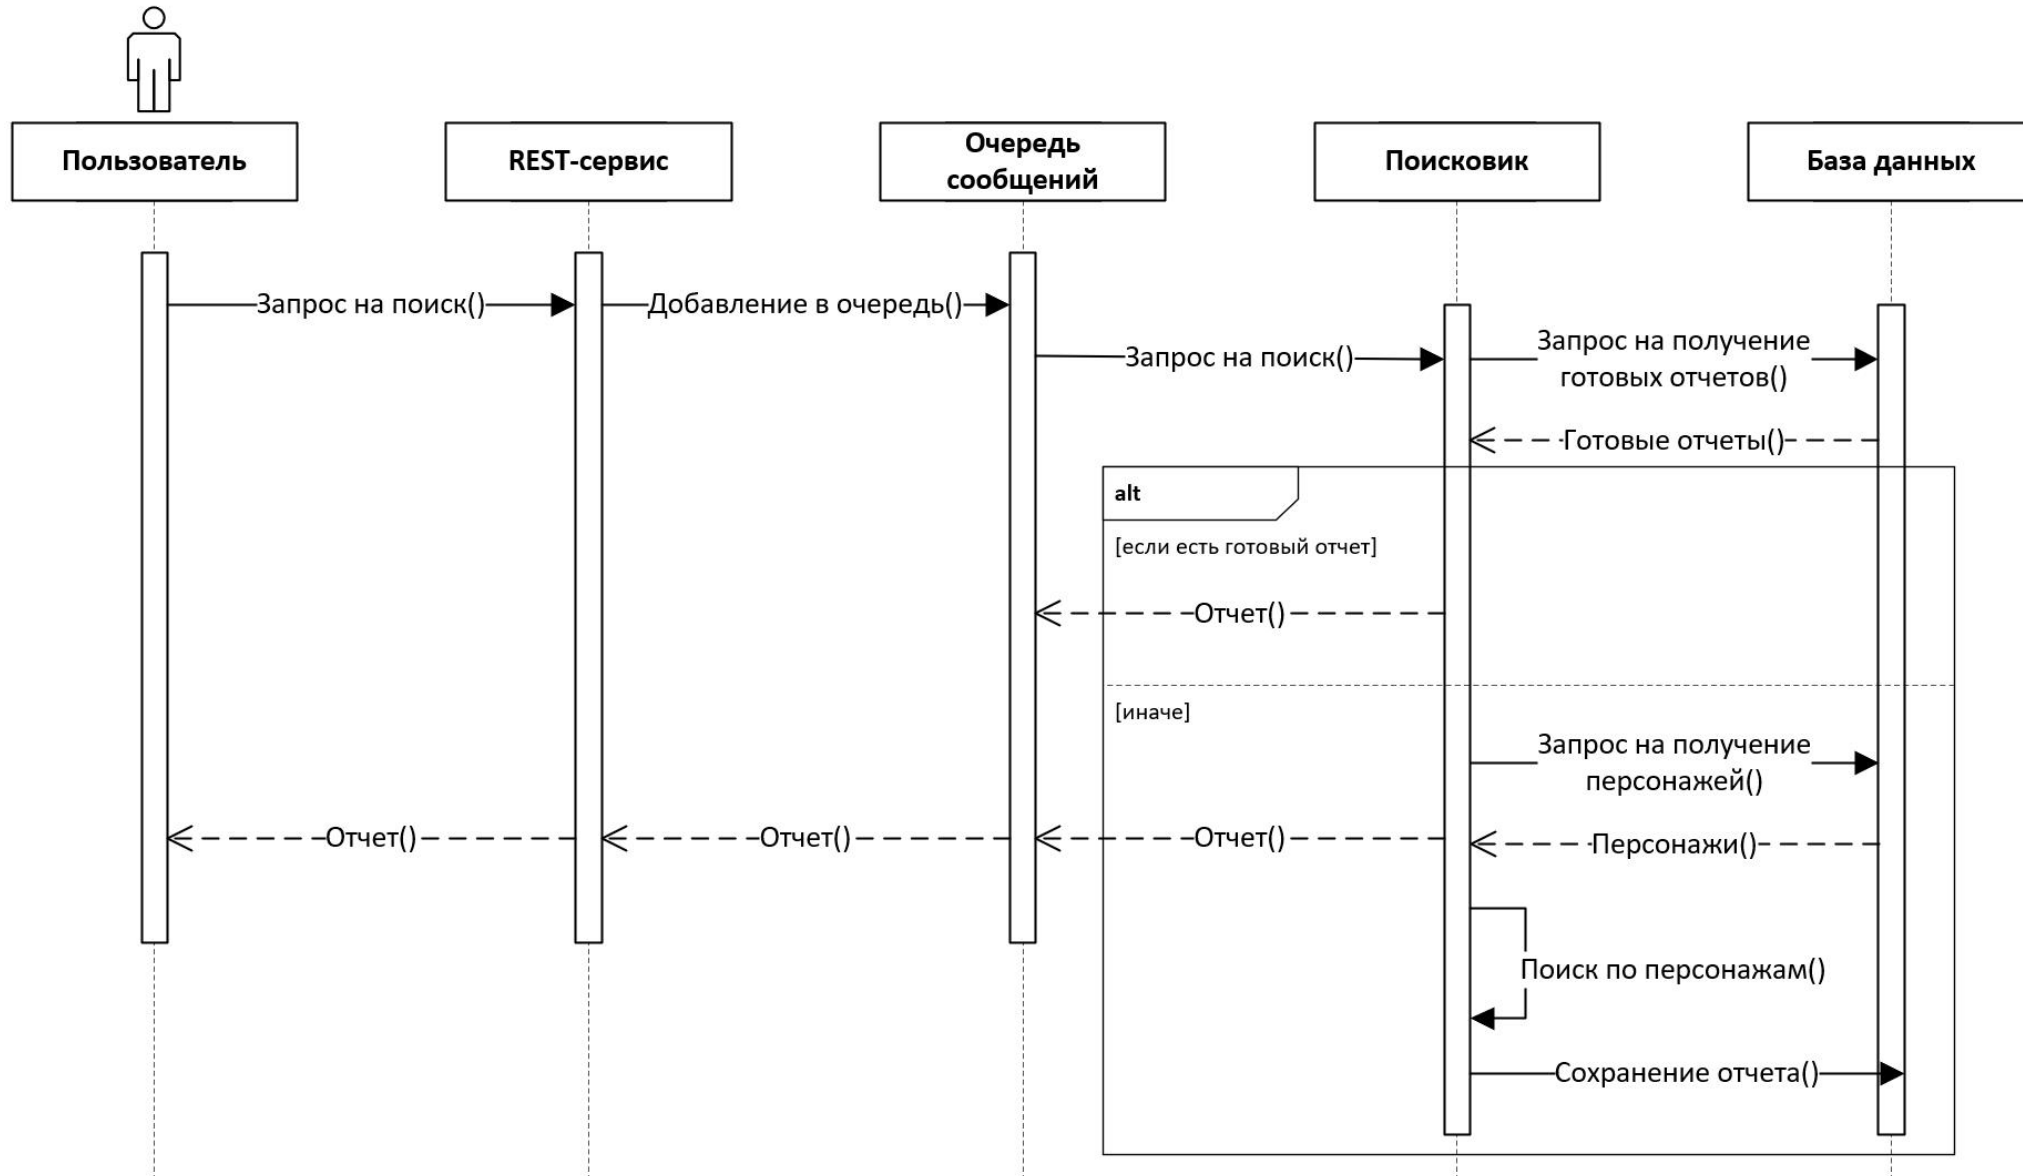 Пользователь
REST-сервис
Очередь
сообщений
Поисковик
База данных
Запрос на поиск()
Добавление в очередь()
Запрос на поиск()
Запрос на получение
готовых отчетов()
Готовые отчеты()
alt
[если есть готовый отчет]
Отчет()
[иначе]
Запрос на получение
персонажей()
Отчет()
Отчет()
Отчет()
Персонажи()
Поиск по персонажам()
Сохранение отчета()